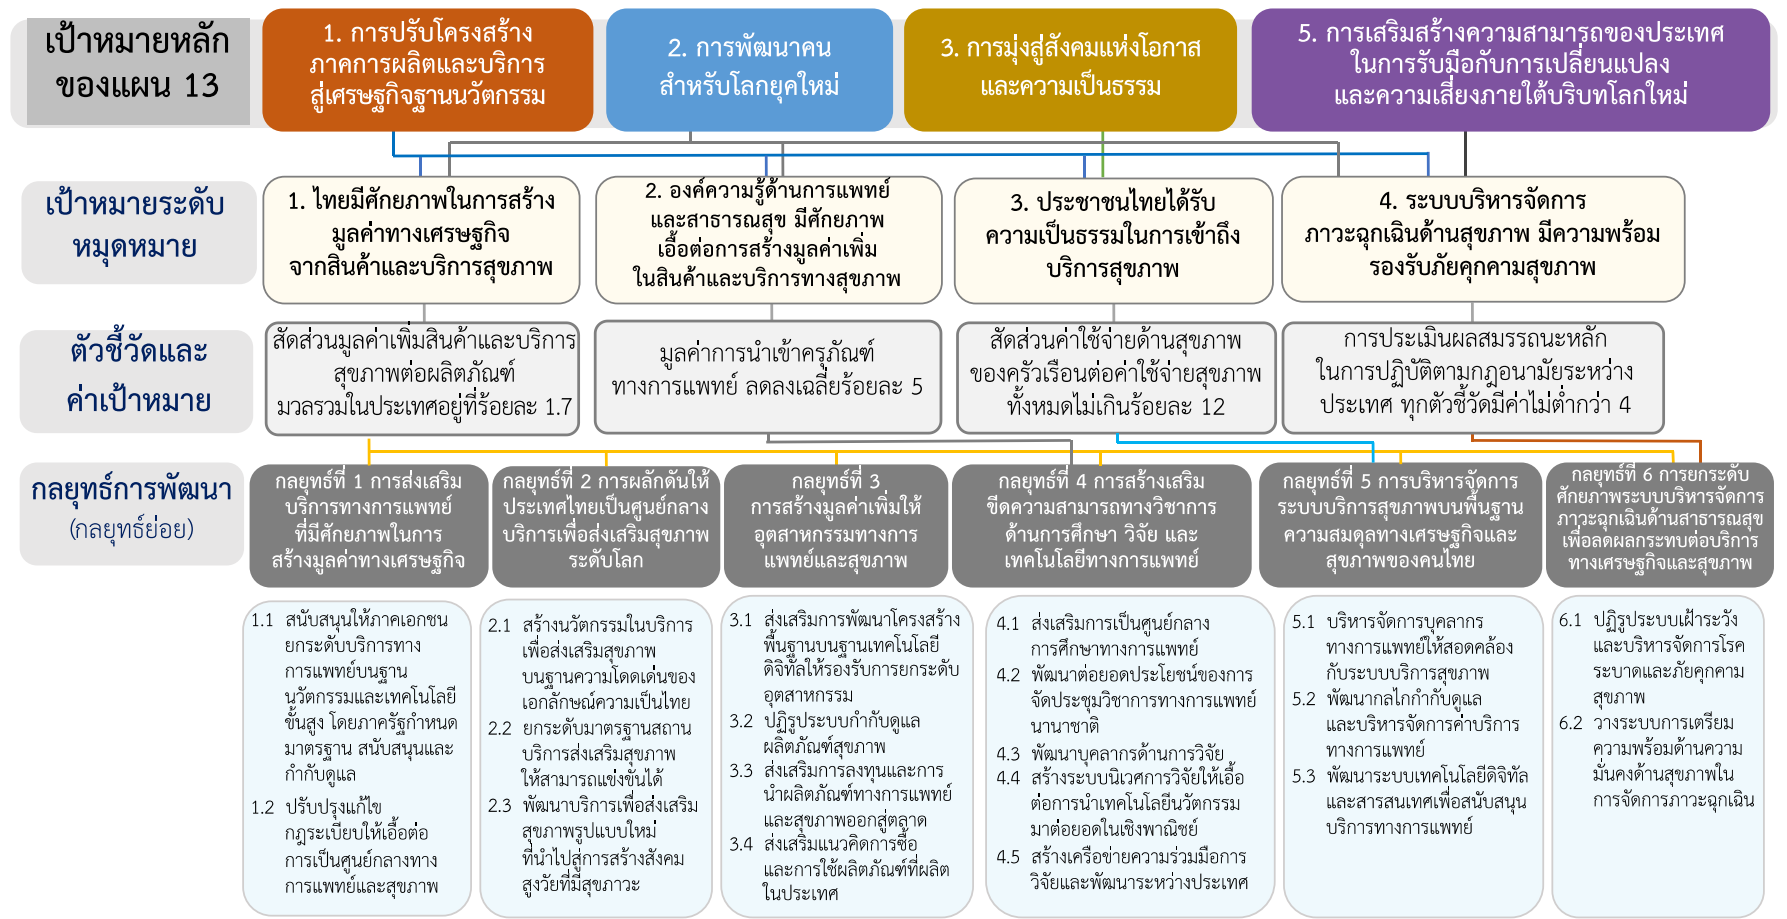 เป้าหมายหลัก
ของแผน 13
1. การปรับโครงสร้าง
ภาคการผลิตและบริการ
สู่เศรษฐกิจฐานนวัตกรรม
2. การพัฒนาคน
สำหรับโลกยุคใหม่
3. การมุ่งสู่สังคมแห่งโอกาส
และความเป็นธรรม
5. การเสริมสร้างความสามารถของประเทศ
ในการรับมือกับการเปลี่ยนแปลง
และความเสี่ยงภายใต้บริบทโลกใหม่
เป้าหมายระดับ
หมุดหมาย
1. ไทยมีศักยภาพในการสร้าง
มูลค่าทางเศรษฐกิจ
จากสินค้าและบริการสุขภาพ
2. องค์ความรู้ด้านการแพทย์
และสาธารณสุข มีศักยภาพ
เอื้อต่อการสร้างมูลค่าเพิ่ม
ในสินค้าและบริการทางสุขภาพ
3. ประชาชนไทยได้รับ
ความเป็นธรรมในการเข้าถึง
บริการสุขภาพ
4. ระบบบริหารจัดการ
ภาวะฉุกเฉินด้านสุขภาพ มีความพร้อม
รองรับภัยคุกคามสุขภาพ
ตัวชี้วัดและ
ค่าเป้าหมาย
สัดส่วนมูลค่าเพิ่มสินค้าและบริการ
สุขภาพต่อผลิตภัณฑ์
มวลรวมในประเทศอยู่ที่ร้อยละ 1.7
มูลค่าการนำเข้าครุภัณฑ์
ทางการแพทย์ ลดลงเฉลี่ยร้อยละ 5
สัดส่วนค่าใช้จ่ายด้านสุขภาพ
ของครัวเรือนต่อค่าใช้จ่ายสุขภาพ
ทั้งหมดไม่เกินร้อยละ 12
การประเมินผลสมรรถนะหลัก
ในการปฏิบัติตามกฎอนามัยระหว่าง
ประเทศ ทุกตัวชี้วัดมีค่าไม่ต่ำกว่า 4
กลยุทธ์การพัฒนา
(กลยุทธ์ย่อย)
กลยุทธ์ที่ 1 การส่งเสริม
บริการทางการแพทย์
ที่มีศักยภาพในการ
สร้างมูลค่าทางเศรษฐกิจ
กลยุทธ์ที่ 2 การผลักดันให้
ประเทศไทยเป็นศูนย์กลาง
บริการเพื่อส่งเสริมสุขภาพ
ระดับโลก
กลยุทธ์ที่ 3
การสร้างมูลค่าเพิ่มให้
อุตสาหกรรมทางการ
แพทย์และสุขภาพ
กลยุทธ์ที่ 4 การสร้างเสริม
ขีดความสามารถทางวิชาการ
ด้านการศึกษา วิจัย และ
เทคโนโลยีทางการแพทย์
กลยุทธ์ที่ 5 การบริหารจัดการ
ระบบบริการสุขภาพบนพื้นฐาน
ความสมดุลทางเศรษฐกิจและ
สุขภาพของคนไทย
กลยุทธ์ที่ 6 การยกระดับ
ศักยภาพระบบบริหารจัดการ
ภาวะฉุกเฉินด้านสาธารณสุข
เพื่อลดผลกระทบต่อบริการ
ทางเศรษฐกิจและสุขภาพ
1.1 สนับสนุนให้ภาคเอกชน
ยกระดับบริการทาง
การแพทย์บนฐาน
นวัตกรรมและเทคโนโลยี
ขั้นสูง โดยภาครัฐกำหนด
มาตรฐาน สนับสนุนและ
กำกับดูแล
1.2 ปรับปรุงแก้ไข
กฎระเบียบให้เอื้อต่อ
การเป็นศูนย์กลางทาง
การแพทย์และสุขภาพ
2.1 สร้างนวัตกรรมในบริการ
เพื่อส่งเสริมสุขภาพ
บนฐานความโดดเด่นของ
เอกลักษณ์ความเป็นไทย
2.2 ยกระดับมาตรฐานสถาน
บริการส่งเสริมสุขภาพ
ให้สามารถแข่งขันได้
2.3 พัฒนาบริการเพื่อส่งเสริม
สุขภาพรูปแบบใหม่
ที่นำไปสู่การสร้างสังคม
สูงวัยที่มีสุขภาวะ
3.1 ส่งเสริมการพัฒนาโครงสร้าง
พื้นฐานบนฐานเทคโนโลยี
ดิจิทัลให้รองรับการยกระดับ
อุตสาหกรรม
3.2 ปฏิรูประบบกำกับดูแล
ผลิตภัณฑ์สุขภาพ
3.3 ส่งเสริมการลงทุนและการ
นำผลิตภัณฑ์ทางการแพทย์
และสุขภาพออกสู่ตลาด
3.4 ส่งเสริมแนวคิดการซื้อ
และการใช้ผลิตภัณฑ์ที่ผลิต
ในประเทศ
4.1 ส่งเสริมการเป็นศูนย์กลาง
การศึกษาทางการแพทย์
4.2 พัฒนาต่อยอดประโยชน์ของการ
จัดประชุมวิชาการทางการแพทย์
นานาชาติ
4.3 พัฒนาบุคลากรด้านการวิจัย
4.4 สร้างระบบนิเวศการวิจัยให้เอื้อ
ต่อการนำเทคโนโลยีนวัตกรรม
มาต่อยอดในเชิงพาณิชย์
4.5 สร้างเครือข่ายความร่วมมือการ
วิจัยและพัฒนาระหว่างประเทศ
5.1 บริหารจัดการบุคลากร
ทางการแพทย์ให้สอดคล้อง
กับระบบบริการสุขภาพ
5.2 พัฒนากลไกกำกับดูแล
และบริหารจัดการค่าบริการ
ทางการแพทย์
5.3 พัฒนาระบบเทคโนโลยีดิจิทัล
และสารสนเทศเพื่อสนับสนุน
บริการทางการแพทย์
6.1 ปฏิรูประบบเฝ้าระวัง
และบริหารจัดการโรค
ระบาดและภัยคุกคาม
สุขภาพ
6.2 วางระบบการเตรียม
ความพร้อมด้านความ
มั่นคงด้านสุขภาพใน
การจัดการภาวะฉุกเฉิน